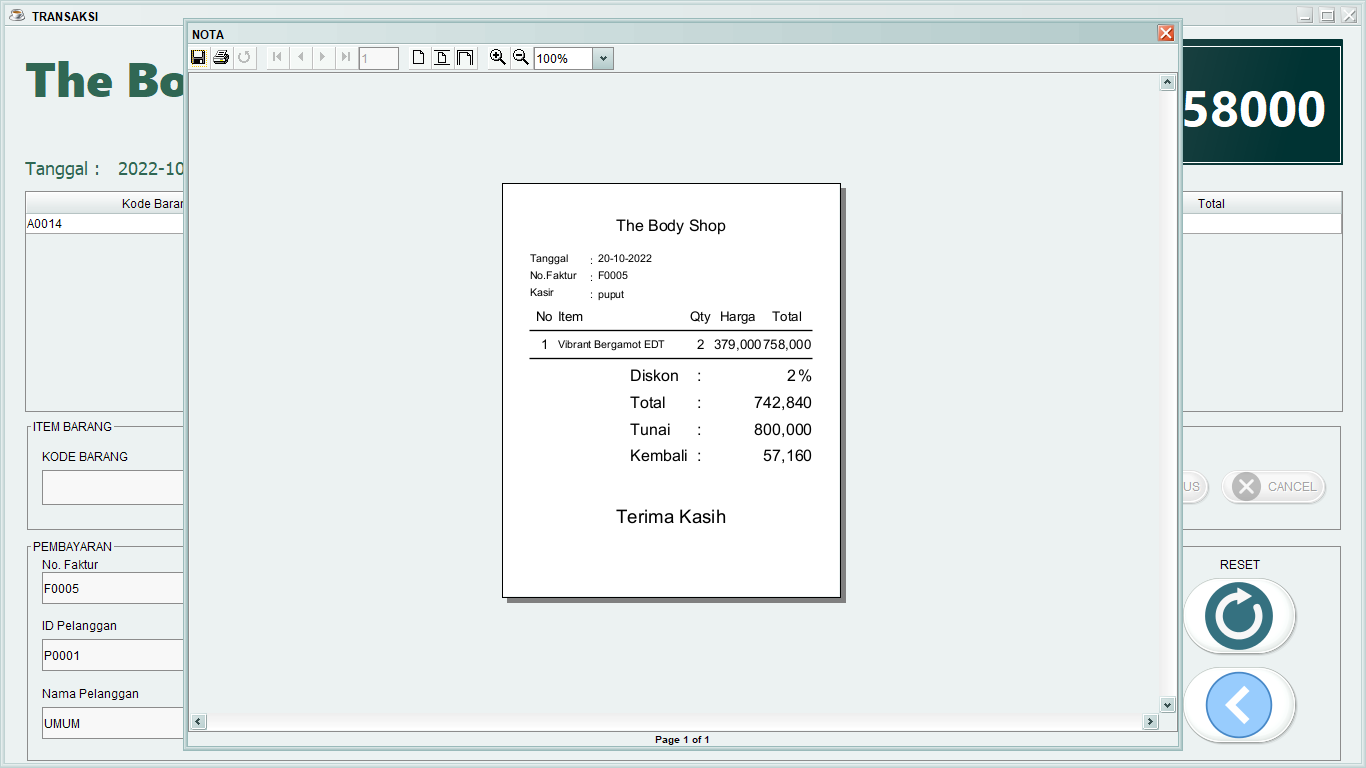 TRANSAKSI
NOTA
The Bo
58000
1
100%
Tanggal : 2022-10
Kode Barar
Total
A0014
The Body Shop
Tanggal : 20-10-2022
No.Faktur : F0005
Kasir : puput
No Item Qty Harga Total
1 Vibrant Bergamot EDT 2 379,000 758,000
Diskon : 2 %
Total : 742,840
Tunai : 800,000
Kembali : 57,160
Terima Kasih
ITEM BARANG
KODE BARANG
US
CANCEL
PEMBAYARAN
No. Faktur
F0005
RESET
ID Pelanggan
P0001
Nama Pelanggan
UMUM
Page 1 of 1